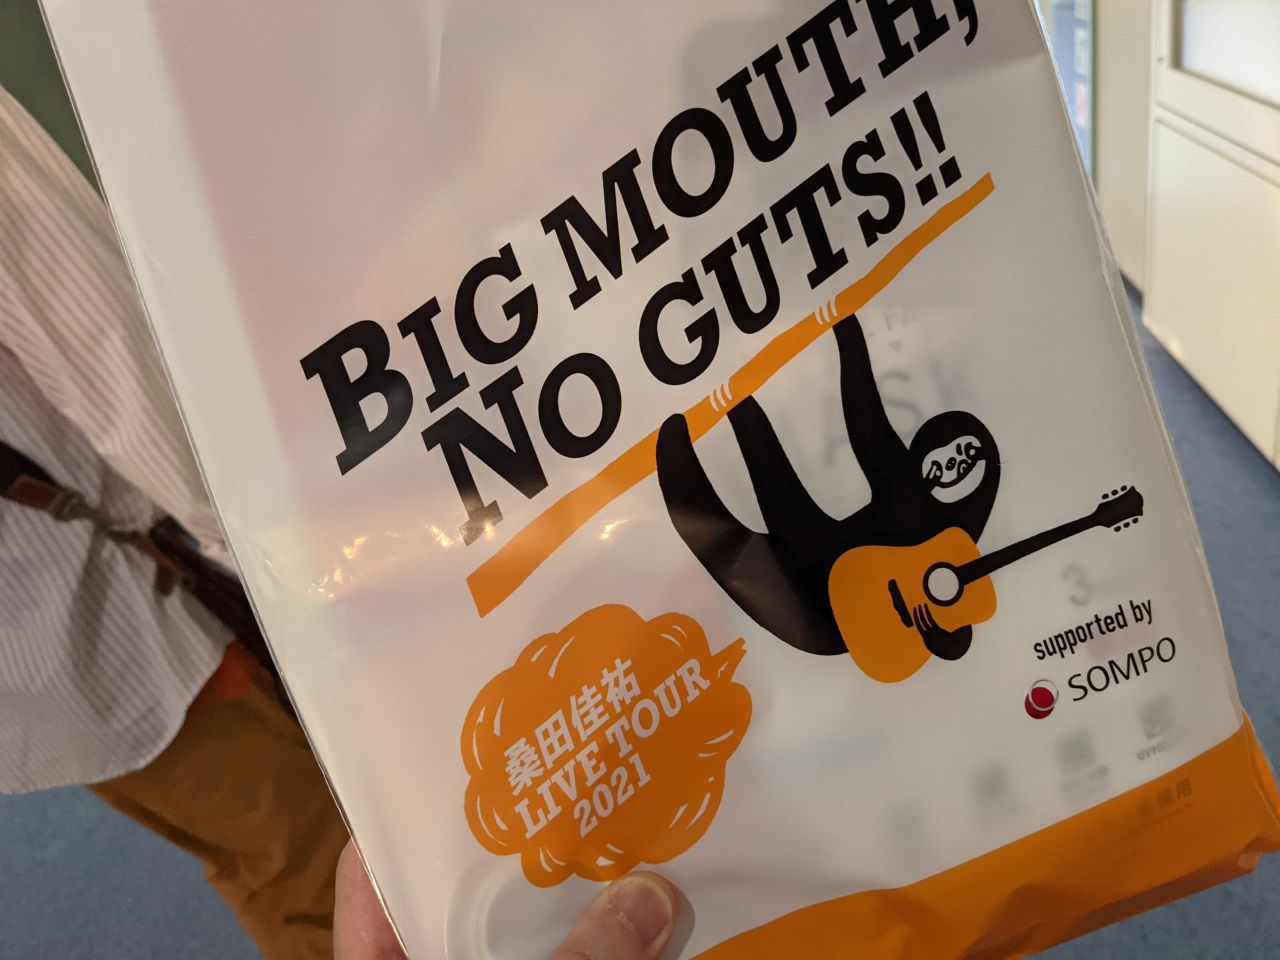 BIG MOUTH,
NO GUTS!!
桑田佳祐
LIVE TOUR
2021
supported by
SOMPO